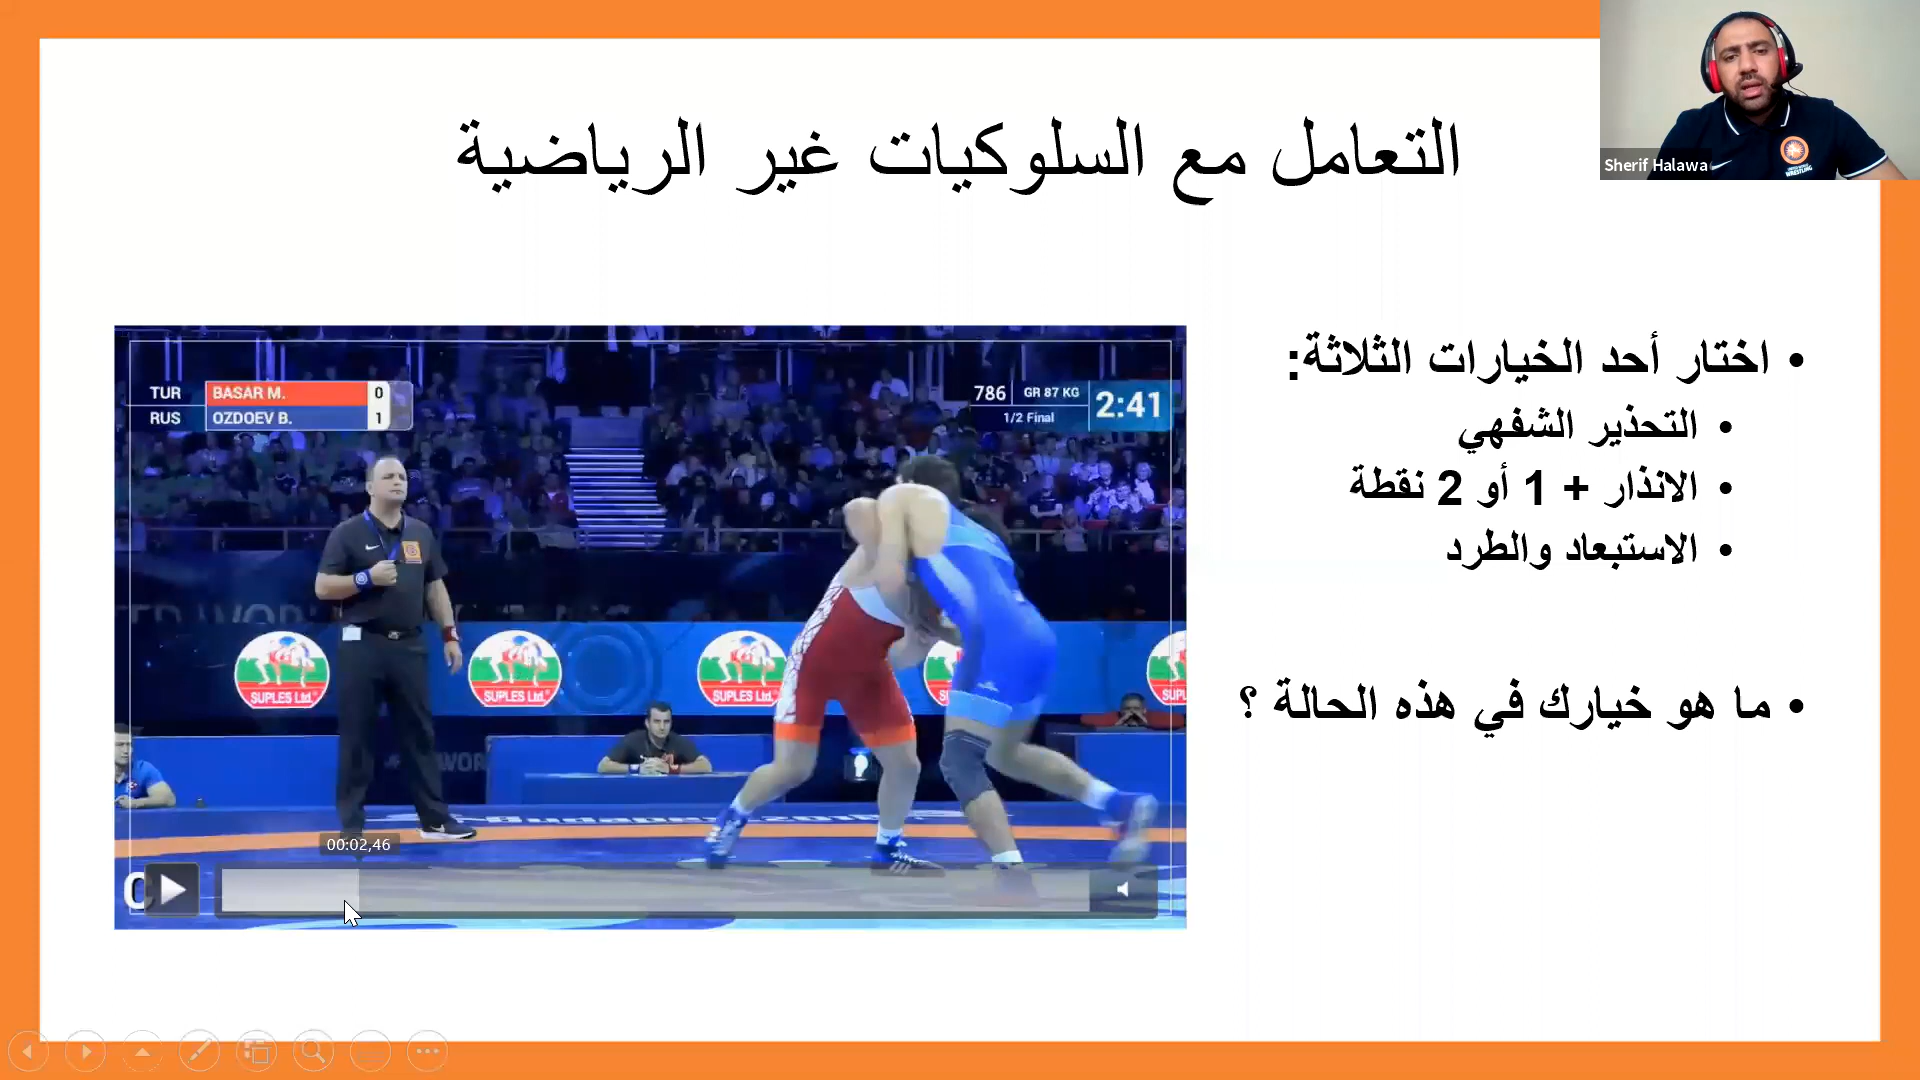 التعامل مع السلوكيات غير الرياضية
Sherif Halawa
• اختار أحد الخيارات الثلاثة:
• التحذير الشفهي
• الانذار + 1 أو 2 نقطة
• الاستبعاد والطرد
• ما هو خيارك في هذه الحالة ؟
TUR BASAR M. 0
RUS OZDOEV B. 1
786 GR 87 KG 2:41
1/2 Final
SUPLES Ltd.
SUPLES Ltd.
SUPLES Ltd.
SUPLES
00:02,46
WRESTLING